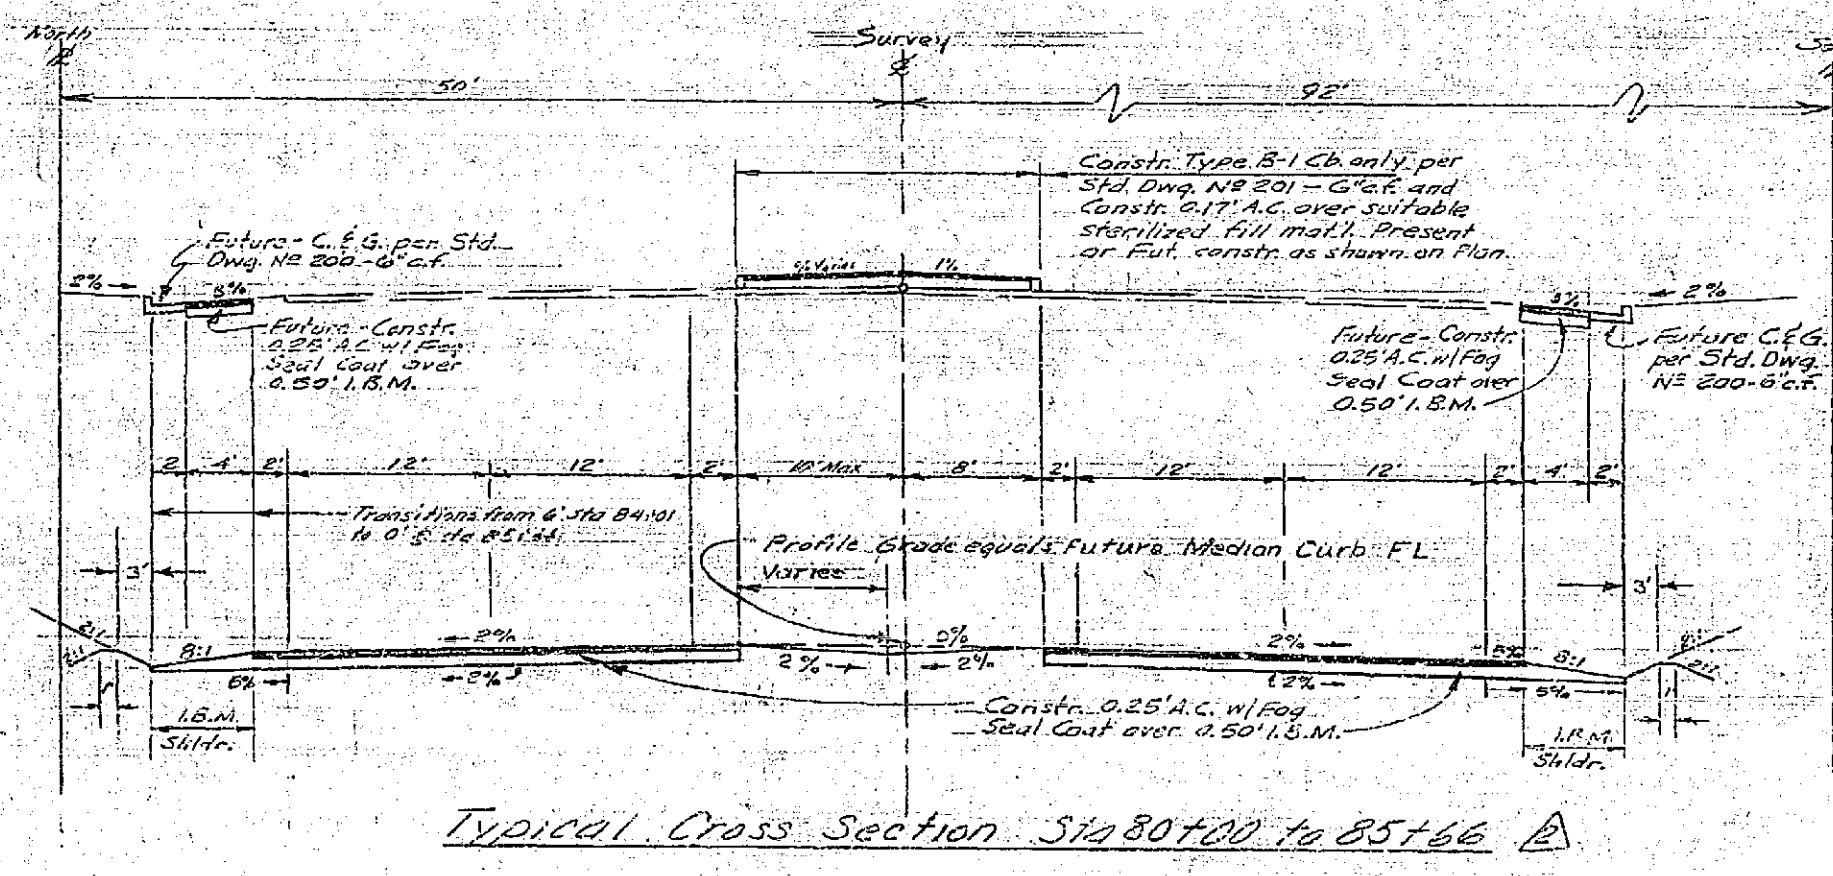 North
Survey
50'
92'
Constr. Type B-1 Cb. only per
Std. Dwg. Nº 201 - 6" c.f. and
Constr. 0.17' A.C. over suitable
sterilized fill mat'l. Present
or Fut. constr. as shown on Plan.
Future - C. & G. per Std.
Dwg. Nº 200-6" c.f.
2%
% Varies
1%
2%
Future - Constr.
0.25' A.C. w/ Fog
Seal Coat over
0.50' I.B.M.
Future - Constr.
0.25' A.C. w/ Fog
Seal Coat over
0.50' I.B.M.
Future C. & G.
per Std. Dwg.
Nº 200-6" c.f.
2 4' 2' 12' 12' 2' 10' Max 8' 2' 12' 12' 2' 4' 2'
Transitions from 6' Sta 84+01
Profile Grade equals Future Median Curb FL
Varies
3'
3'
2:1
2:1
8:1
2%
0%
2%
5%
8:1
2:1
2%
2%
2%
2%
5%
1'
Constr. 0.25' A.C. w/ Fog
Seal Coat over 0.50' I.B.M.
I.B.M.
Shldr.
I.B.M.
Shldr.
Typical Cross Section Sta 80+00 to 85+66 2